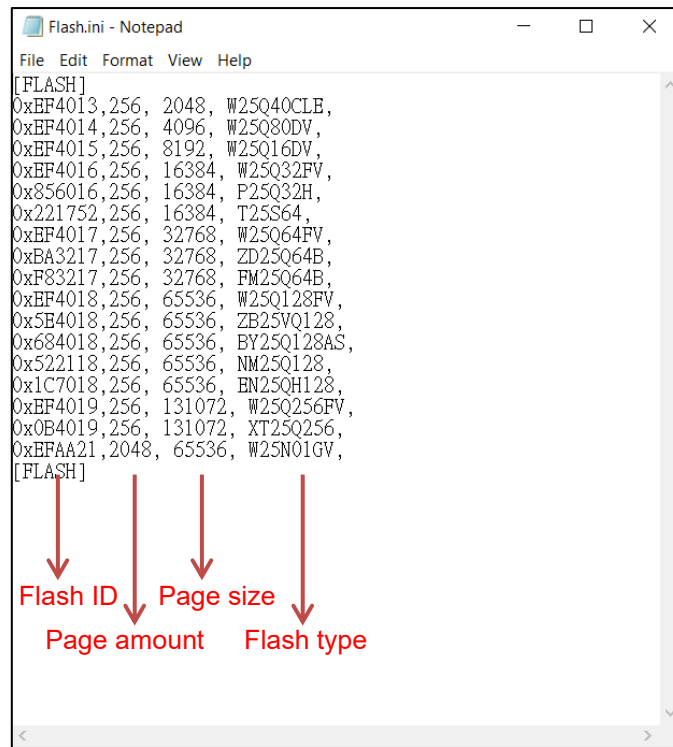 Flash.ini - Notepad
File Edit Format View Help
[FLASH]
0xEF4013,256, 2048, W25Q40CLE,
0xEF4014,256, 4096, W25Q80DV,
0xEF4015,256, 8192, W25Q16DV,
0xEF4016,256, 16384, W25Q32FV,
0x856016,256, 16384, P25Q32H,
0x221752,256, 16384, T25S64,
0xEF4017,256, 32768, W25Q64FV,
0xBA3217,256, 32768, ZD25Q64B,
0xF83217,256, 32768, FM25Q64B,
0xEF4018,256, 65536, W25Q128FV,
0x5E4018,256, 65536, ZB25VQ128,
0x684018,256, 65536, BY25Q128AS,
0x522118,256, 65536, NM25Q128,
0x1C7018,256, 65536, EN25QH128,
0xEF4019,256, 131072, W25Q256FV,
0x0B4019,256, 131072, XT25Q256,
0xEFAA21,2048, 65536, W25N01GV,
[FLASH]
Flash ID Page size
Page amount Flash type